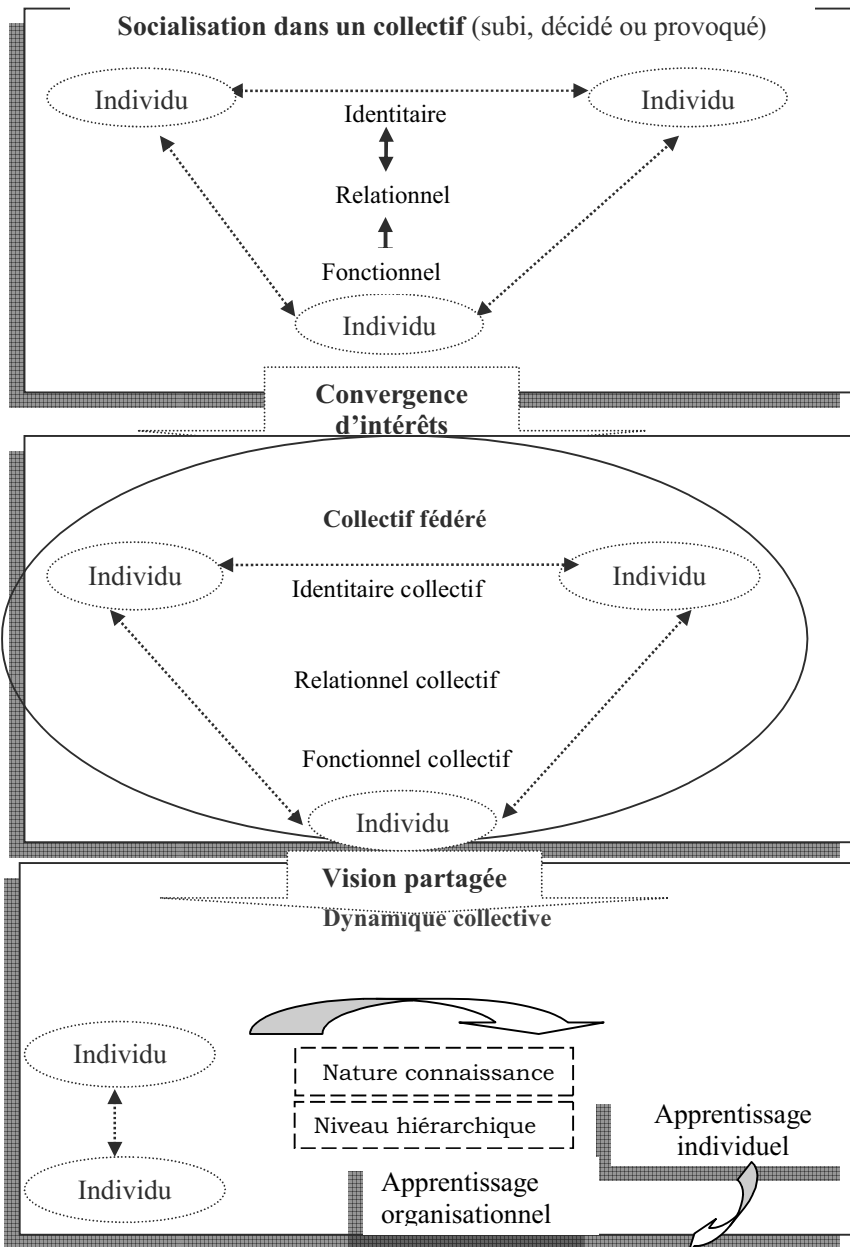 Socialisation dans un collectif (subi, décidé ou provoqué)
Individu
Individu
Identitaire
Relationnel
Fonctionnel
Individu
Convergence
d’intérêts
Collectif fédéré
Individu
Individu
Identitaire collectif
Relationnel collectif
Fonctionnel collectif
Individu
Vision partagée
Dynamique collective
Individu
Nature connaissance
Niveau hiérarchique
Apprentissage
individuel
Individu
Apprentissage
organisationnel